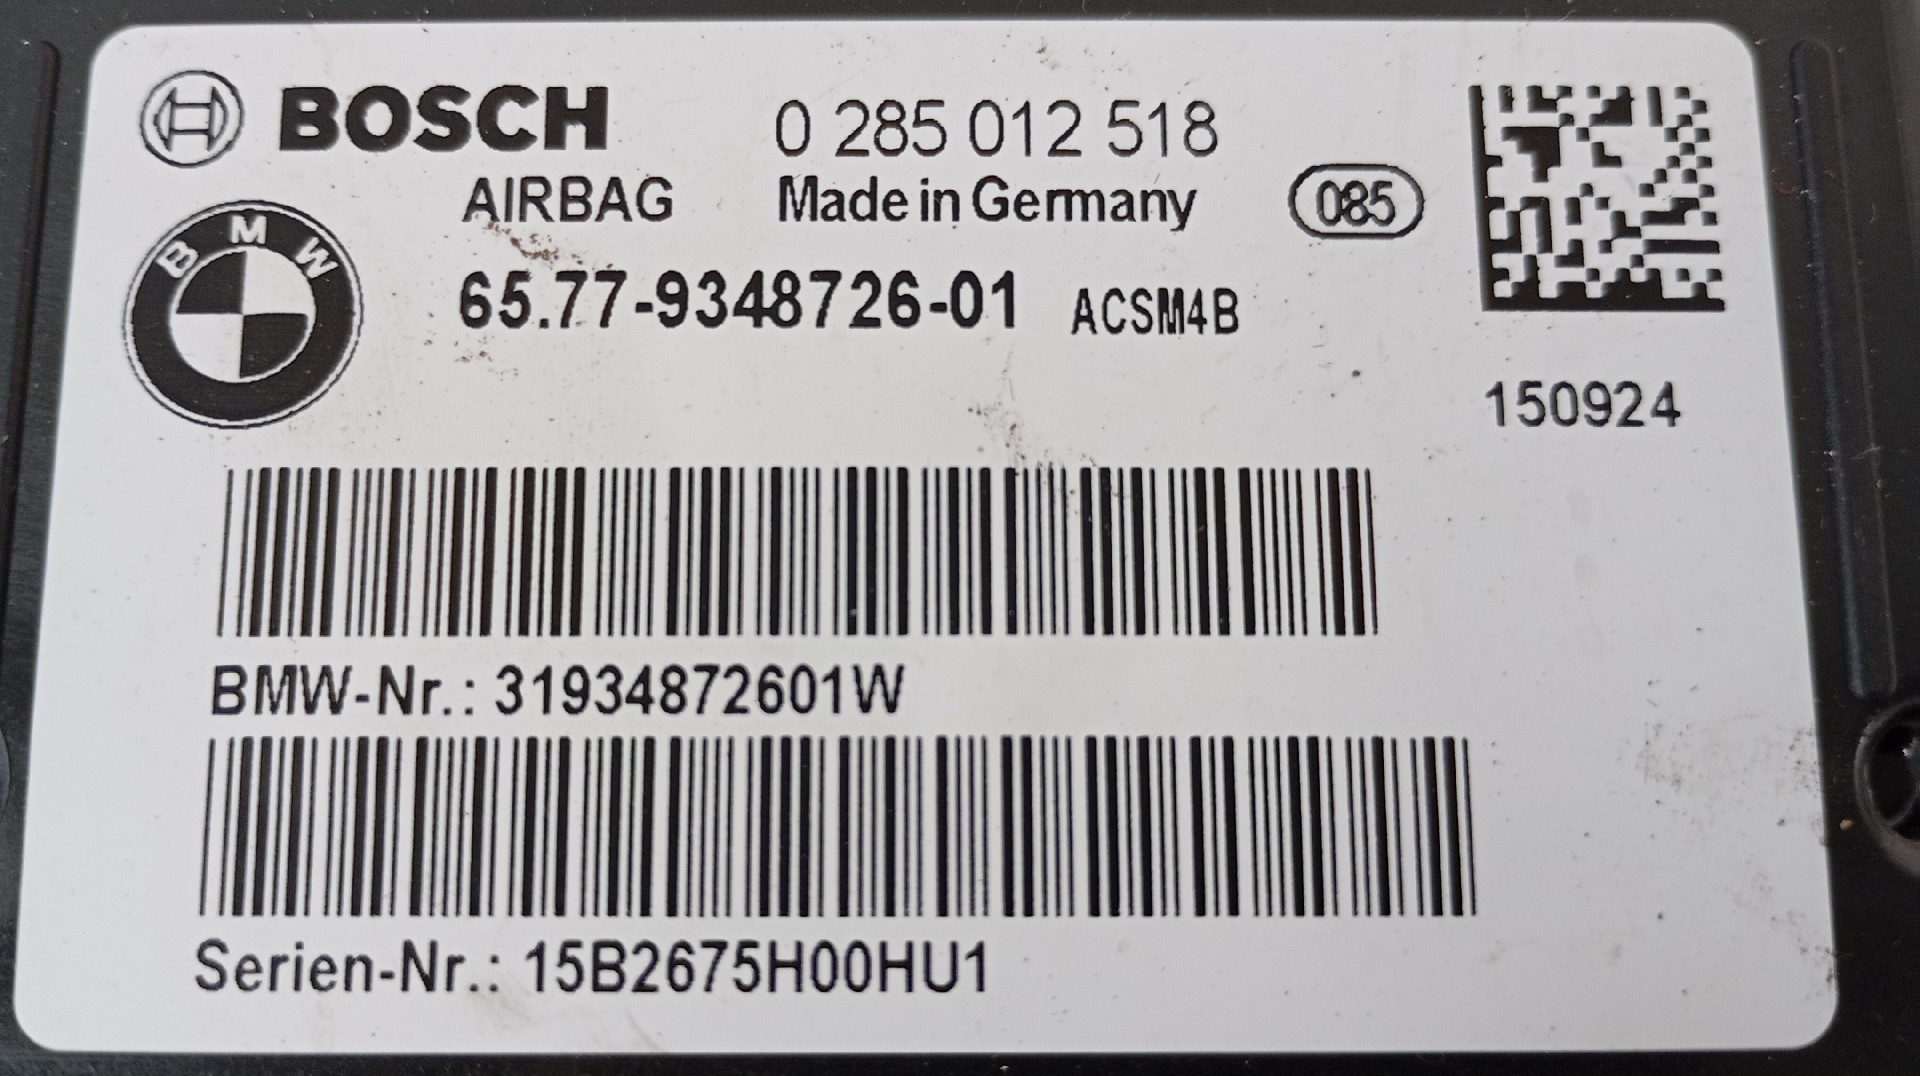 BOSCH 0 285 012 518
AIRBAG Made in Germany 085
BMW
65.77-9348726-01 ACSM4B
150924
BMW-Nr.: 31934872601W
Serien-Nr.: 15B2675H00HU1